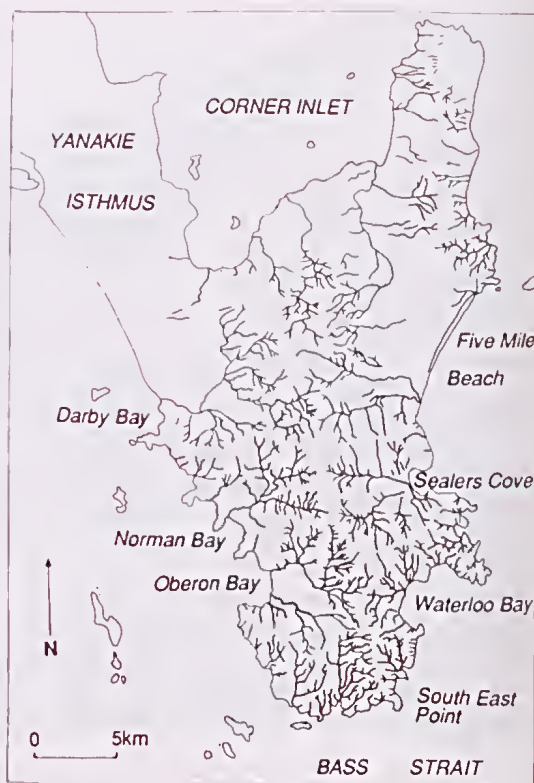 CORNER INLET
YANAKIE
ISTHMUS
Five Mile
Beach
Darby Bay
Sealers Cove
Norman Bay
Oberon Bay
Waterloo Bay
N
South East
Point
0 5km
BASS STRAIT